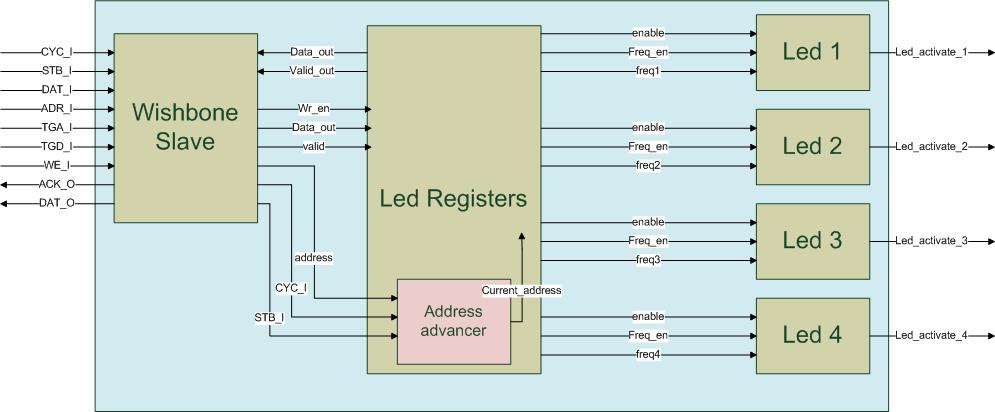 CYC_I
STB_I
DAT_I
ADR_I
TGA_I
TGD_I
WE_I
ACK_O
DAT_O
Wishbone
Slave
Data_out
Valid_out
Wr_en
Data_out
valid
address
CYC_I
STB_I
Led Registers
Address
advancer
Current_address
enable
Freq_en
freq1
Led 1
Led_activate_1
enable
Freq_en
freq2
Led 2
Led_activate_2
enable
Freq_en
freq3
Led 3
Led_activate_3
enable
Freq_en
freq4
Led 4
Led_activate_4